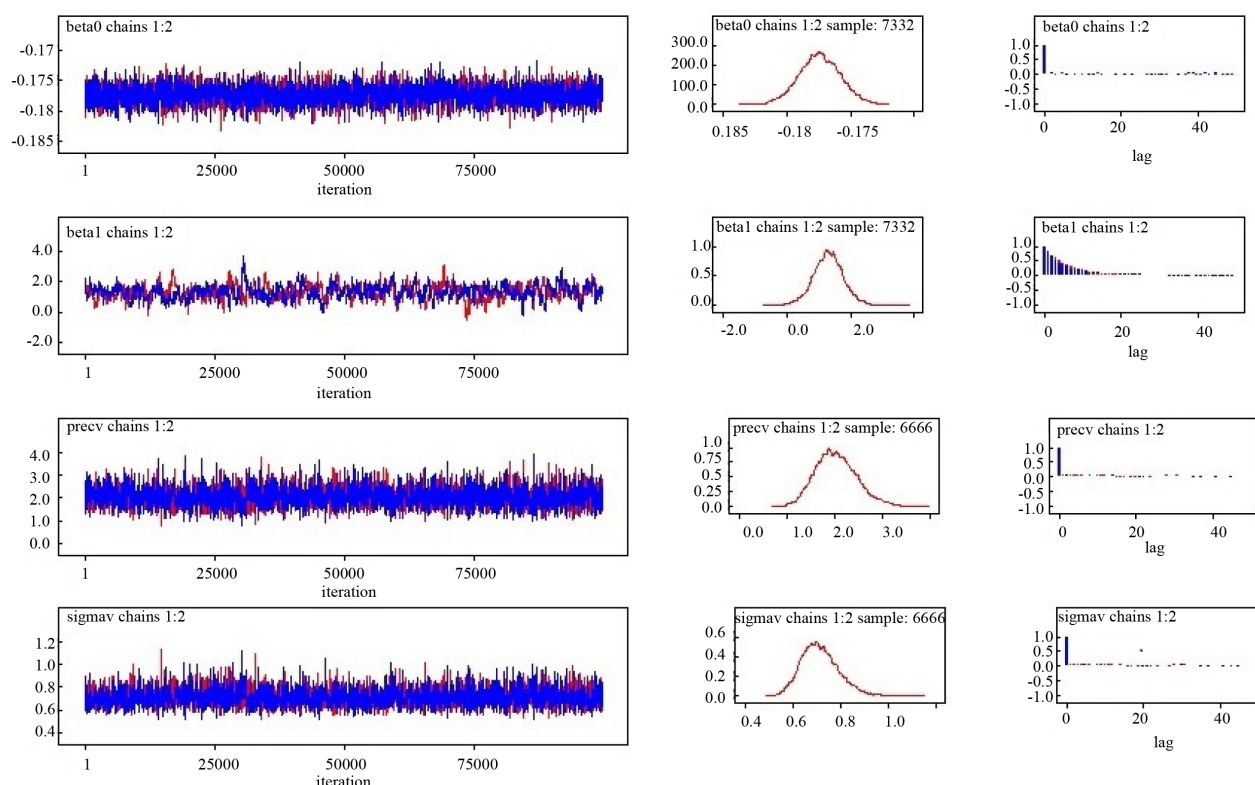 beta0 chains 1:2
-0.17
-0.175
-0.18
-0.185
1 25000 50000 75000
iteration
beta0 chains 1:2 sample: 7332
300.0
200.0
100.0
0.0
0.185 -0.18 -0.175
beta0 chains 1:2
1.0
0.5
0.0
-0.5
-1.0
0 20 40
lag
beta1 chains 1:2
4.0
2.0
0.0
-2.0
1 25000 50000 75000
iteration
beta1 chains 1:2 sample: 7332
1.0
0.5
0.0
-2.0 0.0 2.0
beta1 chains 1:2
1.0
0.5
0.0
-0.5
-1.0
0 20 40
lag
precv chains 1:2
4.0
3.0
2.0
1.0
0.0
1 25000 50000 75000
iteration
precv chains 1:2 sample: 6666
1.0
0.75
0.5
0.25
0.0
0.0 1.0 2.0 3.0
precv chains 1:2
1.0
0.5
0.0
-0.5
-1.0
0 20 40
lag
sigmav chains 1:2
1.2
1.0
0.8
0.6
0.4
1 25000 50000 75000
iteration
sigmav chains 1:2 sample: 6666
0.6
0.4
0.2
0.0
0.4 0.6 0.8 1.0
sigmav chains 1:2
1.0
0.5
0.0
-0.5
-1.0
0 20 40
lag